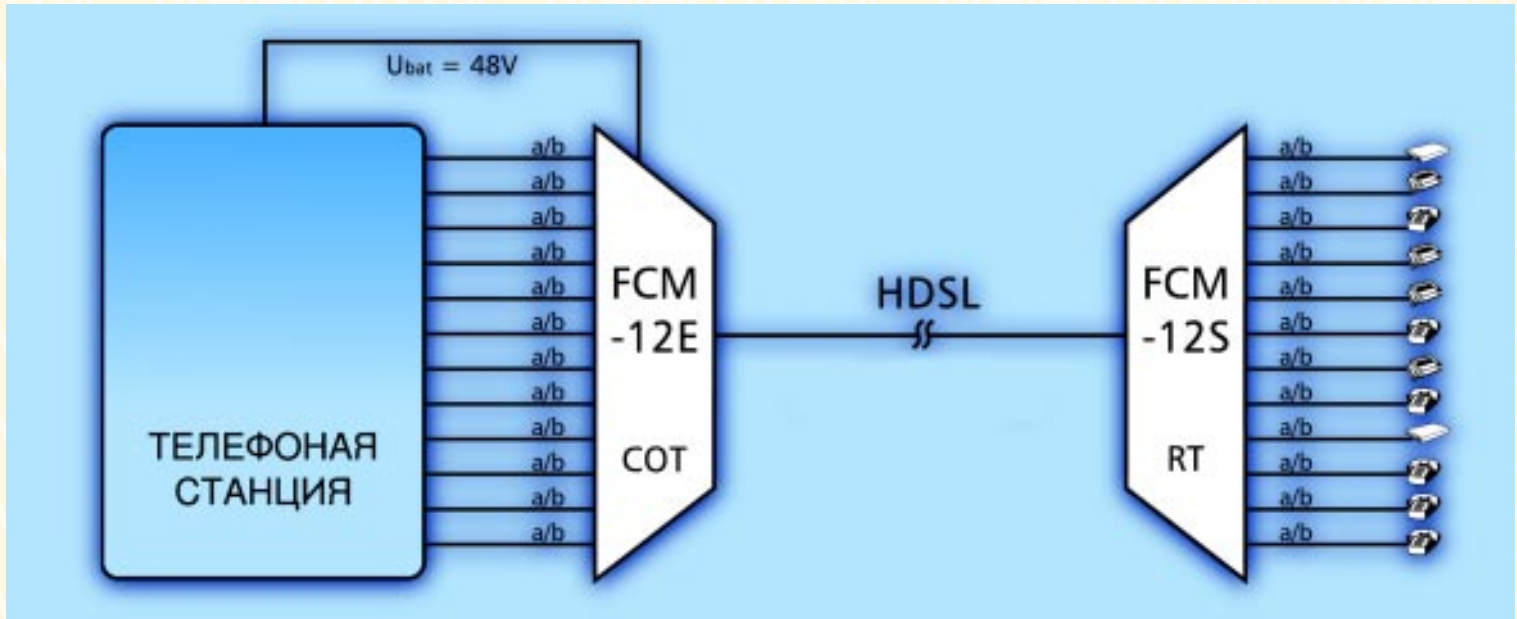 Ubat = 48V
a/b
a/b
a/b
a/b
a/b
a/b
a/b
a/b
a/b
a/b
a/b
a/b
ТЕЛЕФОНАЯ
СТАНЦИЯ
FCM
-12E
COT
HDSL
FCM
-12S
RT
a/b
a/b
a/b
a/b
a/b
a/b
a/b
a/b
a/b
a/b
a/b
a/b